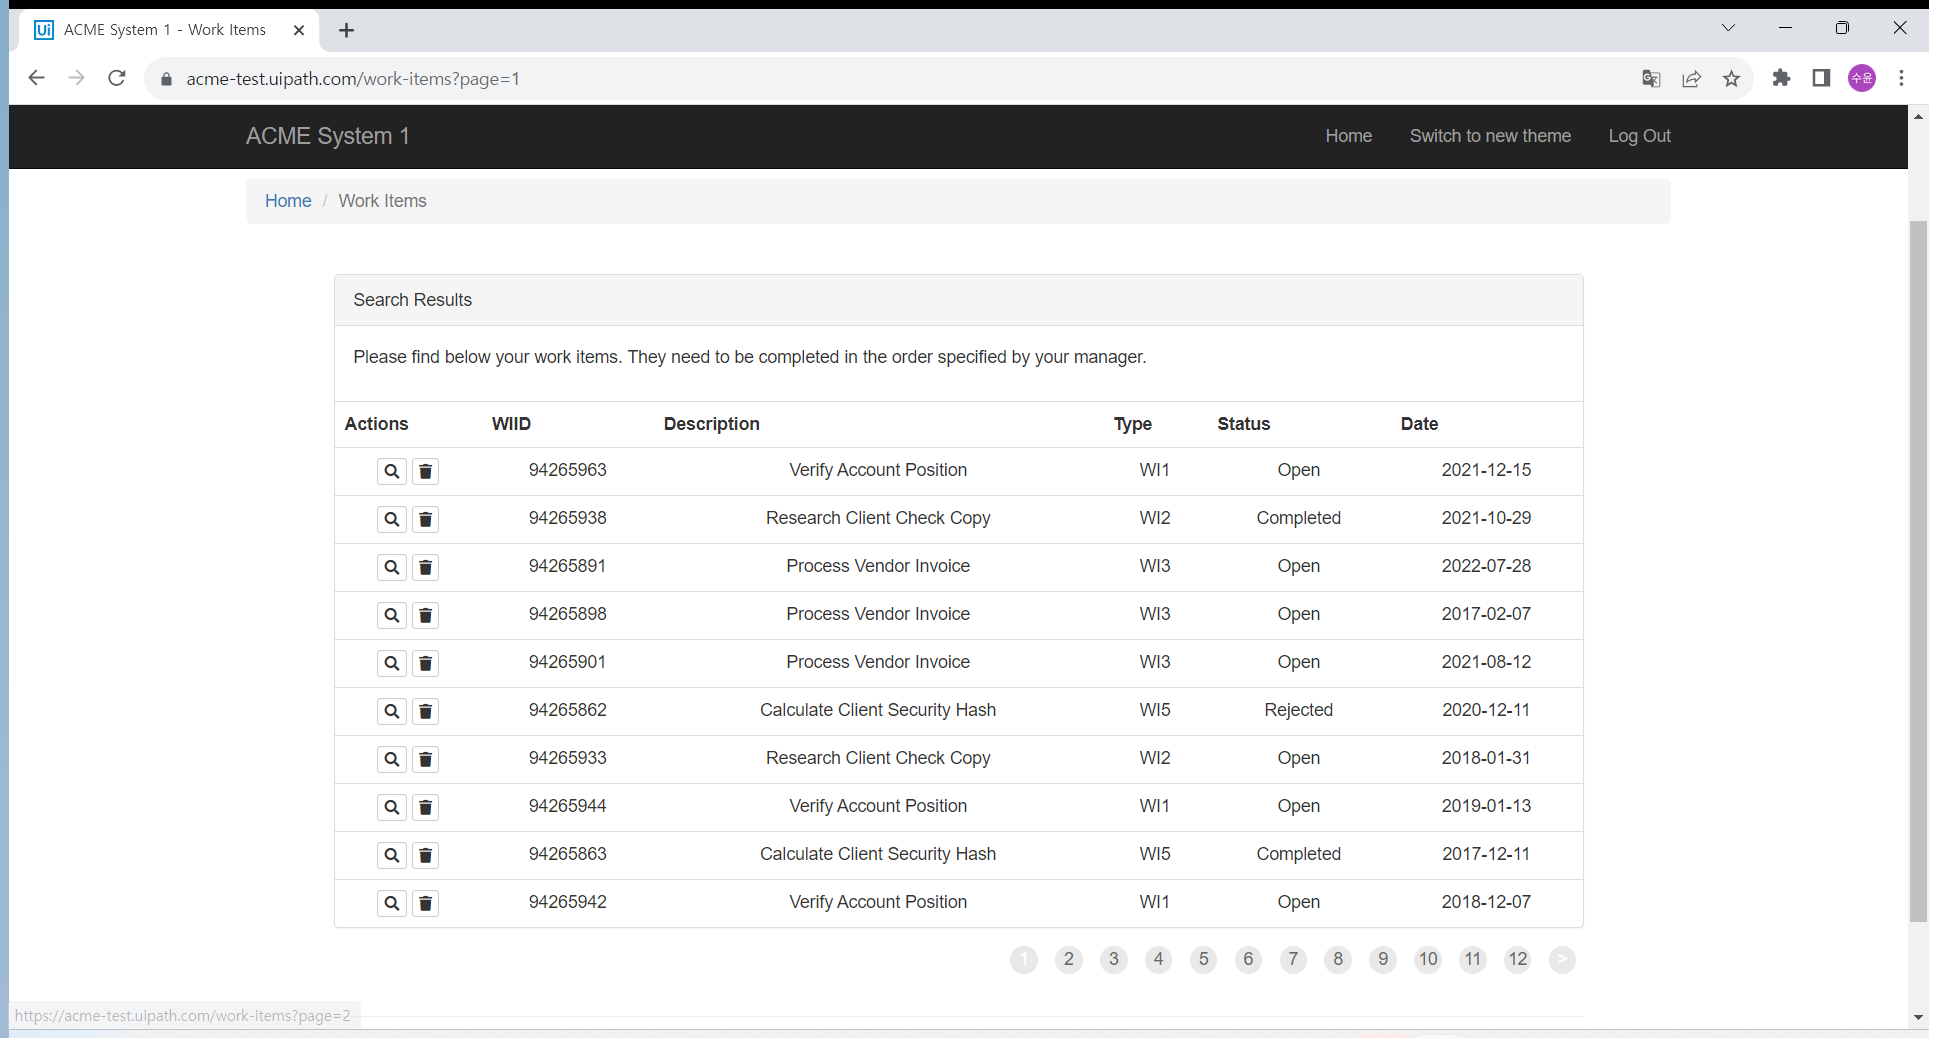 Ui ACME System 1 - Work Items
acme-test.uipath.com/work-items?page=1
수윤
ACME System 1 Home Switch to new theme Log Out
Home / Work Items
Search Results
Please find below your work items. They need to be completed in the order specified by your manager.
Actions WIID Description Type Status Date
94265963 Verify Account Position WI1 Open 2021-12-15
94265938 Research Client Check Copy WI2 Completed 2021-10-29
94265891 Process Vendor Invoice WI3 Open 2022-07-28
94265898 Process Vendor Invoice WI3 Open 2017-02-07
94265901 Process Vendor Invoice WI3 Open 2021-08-12
94265862 Calculate Client Security Hash WI5 Rejected 2020-12-11
94265933 Research Client Check Copy WI2 Open 2018-01-31
94265944 Verify Account Position WI1 Open 2019-01-13
94265863 Calculate Client Security Hash WI5 Completed 2017-12-11
94265942 Verify Account Position WI1 Open 2018-12-07
1 2 3 4 5 6 7 8 9 10 11 12 >
https://acme-test.uipath.com/work-items?page=2